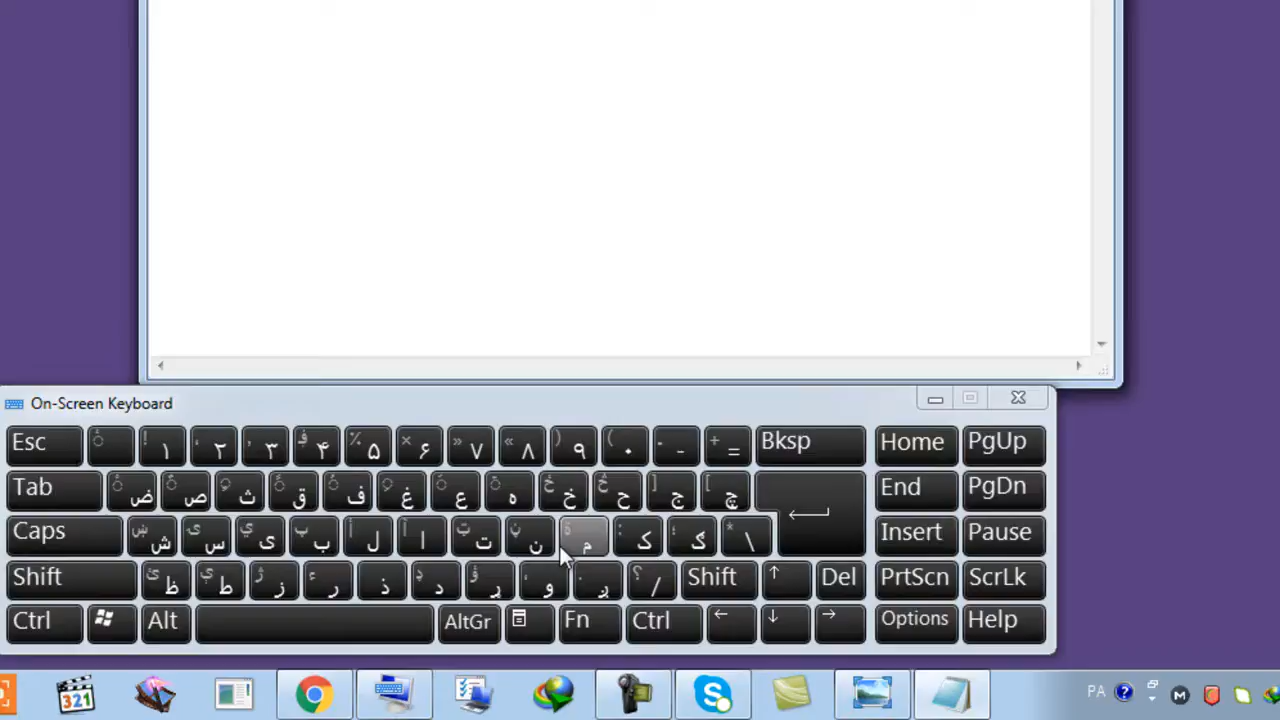 On-Screen Keyboard
Esc ! ۱ ۲ ۳ ۴ ٪ ۵ × ۶ » ۷ « ۸ ) ۹ ( ۰ - + = Bksp Home PgUp
Tab ض ص ث ق ف غ ع ه خ ځ ح څ ج [ چ ] End PgDn
Caps ش ښ س ی ي ب پ ل أ ا آ ت ټ ن ڼ م ة ک : ګ ؛ \ * Insert Pause
Shift ظ ئ ط ې ز ژ ر ء ذ د ډ ړ ؤ و ، ږ . / ؟ Shift ↑ Del PrtScn ScrLk
Ctrl Alt AltGr Fn Ctrl ← ↓ → Options Help
321 PA ? M